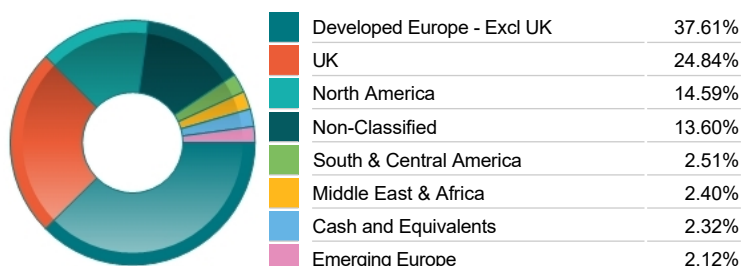 Developed Europe - Excl UK 37.61%
UK 24.84%
North America 14.59%
Non-Classified 13.60%
South & Central America 2.51%
Middle East & Africa 2.40%
Cash and Equivalents 2.32%
Emerging Europe 2.12%